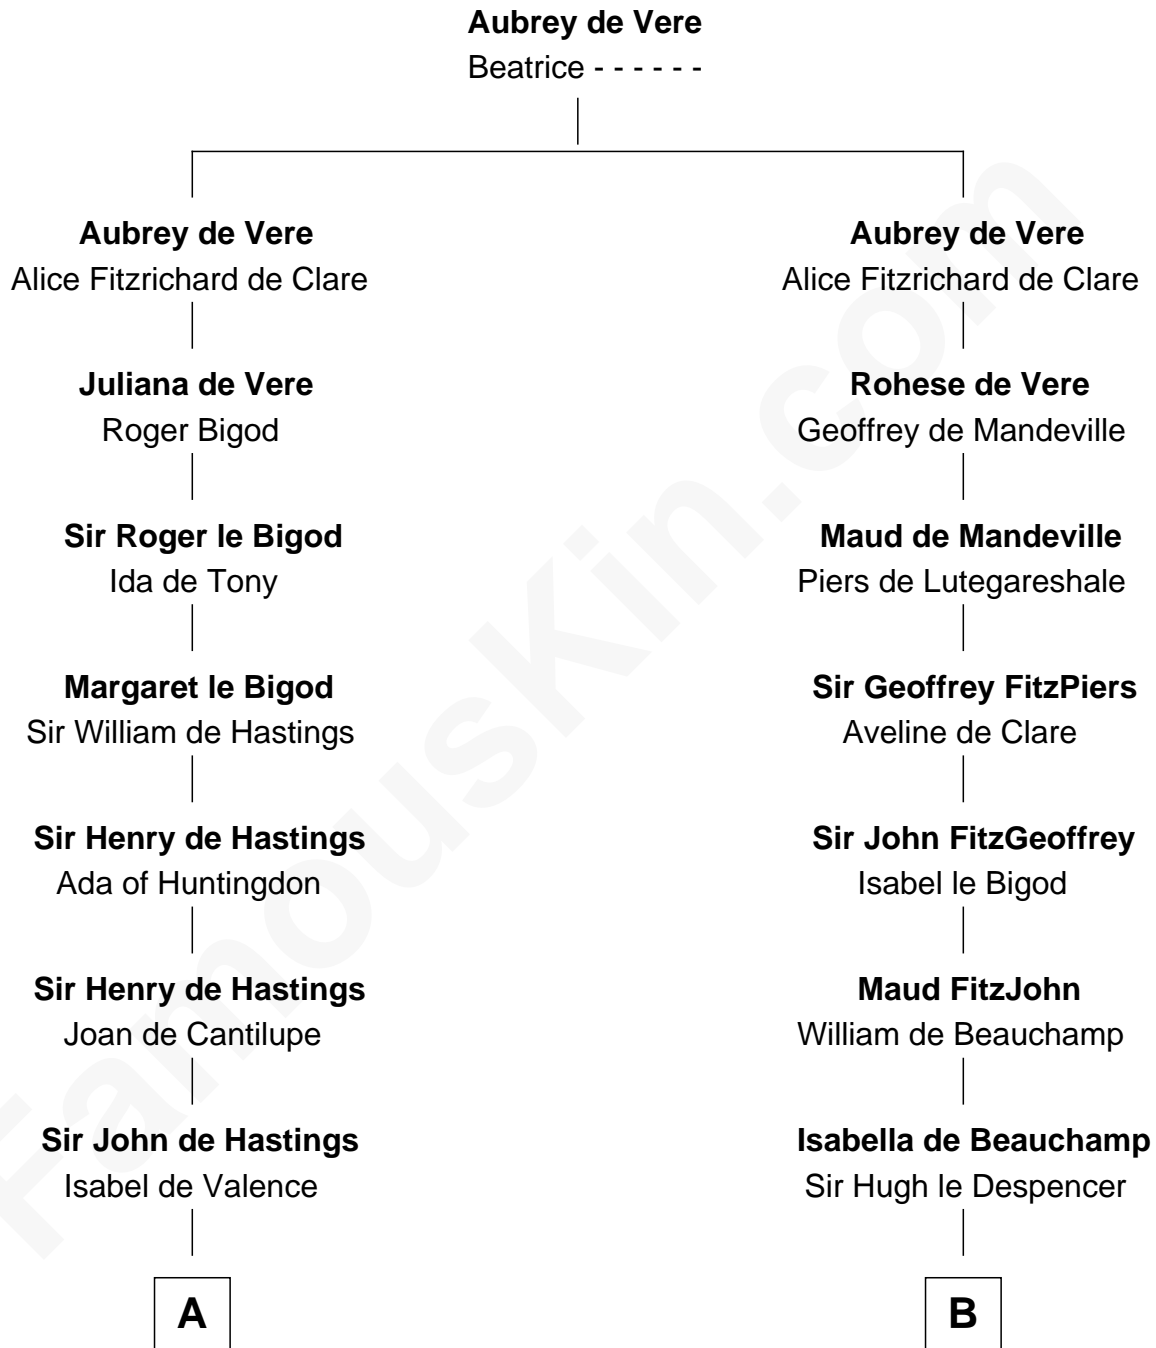 Aubrey de Vere
Beatrice - - - - - -
Aubrey de Vere
Alice Fitzrichard de Clare
Juliana de Vere
Roger Bigod
Sir Roger le Bigod
Ida de Tony
Margaret le Bigod
Sir William de Hastings
Sir Henry de Hastings
Ada of Huntingdon
Sir Henry de Hastings
Joan de Cantilupe
Sir John de Hastings
Isabel de Valence
A
Aubrey de Vere
Alice Fitzrichard de Clare
Rohese de Vere
Geoffrey de Mandeville
Maud de Mandeville
Piers de Lutegareshale
Sir Geoffrey FitzPiers
Aveline de Clare
Sir John FitzGeoffrey
Isabel le Bigod
Maud FitzJohn
William de Beauchamp
Isabella de Beauchamp
Sir Hugh le Despencer
B
FamousKin.com